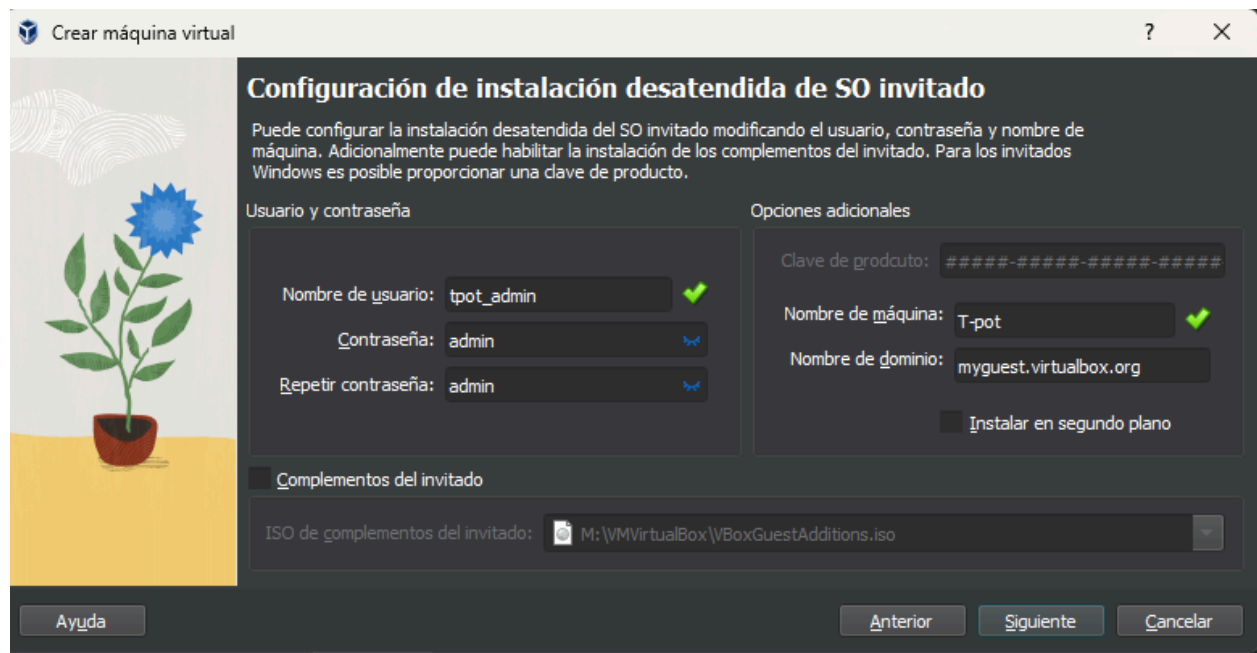 Crear máquina virtual
?
Configuración de instalación desatendida de SO invitado
Puede configurar la instalación desatendida del SO invitado modificando el usuario, contraseña y nombre de
máquina. Adicionalmente puede habilitar la instalación de los complementos del invitado. Para los invitados
Windows es posible proporcionar una clave de producto.
Usuario y contraseña
Nombre de usuario: tpot_admin
Contraseña: admin
Repetir contraseña: admin
Opciones adicionales
Clave de prodcuto: #####-#####-#####-#####
Nombre de máquina: T-pot
Nombre de dominio: myguest.virtualbox.org
Instalar en segundo plano
Complementos del invitado
ISO de complementos del invitado: M:\VMVirtualBox\VBoxGuestAdditions.iso
Ayuda
Anterior
Siguiente
Cancelar